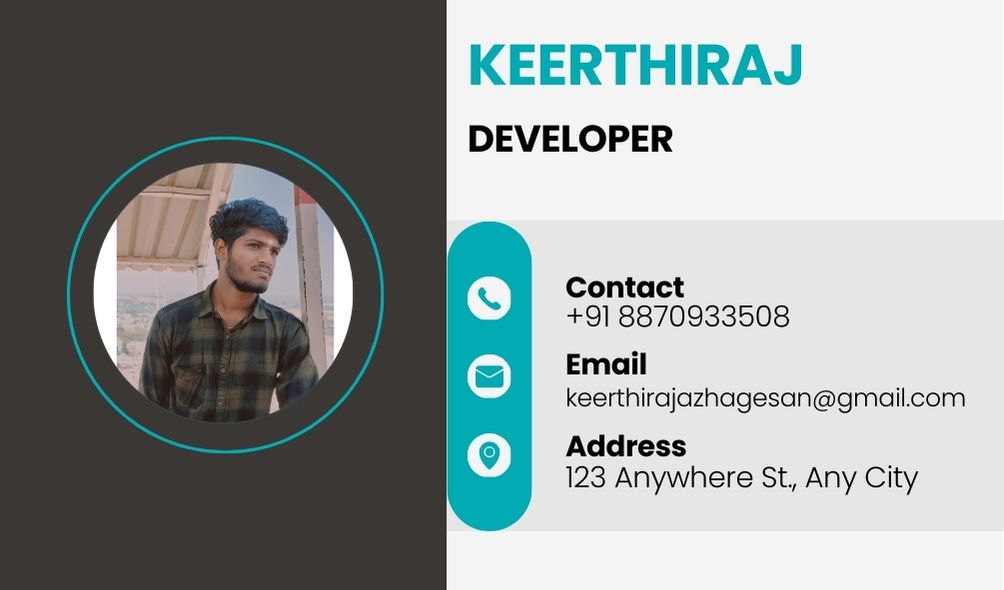 KEERTHIRAJ
DEVELOPER
Contact
+91 8870933508
Email
keerthirajazhagesan@gmail.com
Address
123 Anywhere St., Any City